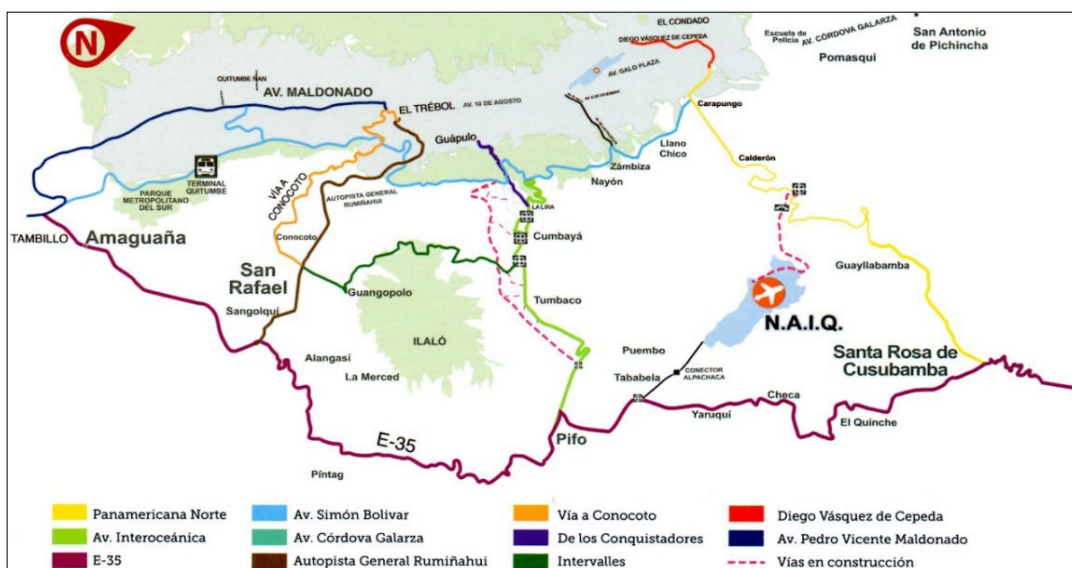 N
EL CONDADO
DIEGO VÁSQUEZ DE CEPEDA
Escuela de Policía
AV. CÓRDOVA GALARZA
San Antonio de Pichincha
Pomasqui
AV. GALO PLAZA
QUITUMBE ÑAN
AV. MALDONADO
EL TRÉBOL
AV. 10 DE AGOSTO
Carapungo
Guápulo
Llano Chico
Calderón
Zámbiza
Nayón
TERMINAL QUITUMBE
PARQUE METROPOLITANO DEL SUR
VÍA A CONOCOTO
AUTOPISTA GENERAL RUMIÑAHUI
LA LIRA
TAMBILLO
Amaguaña
Conocoto
Cumbayá
Guayllabamba
San Rafael
Guangopolo
Tumbaco
N.A.I.Q.
Sangolquí
ILALÓ
Alangasí
La Merced
Puembo
Tababela
CONECTOR ALPACHACA
Santa Rosa de Cusubamba
Checa
Yaruquí
El Quinche
E-35
Pifo
Píntag
Panamericana Norte
Av. Simón Bolivar
Vía a Conocoto
Diego Vásquez de Cepeda
Av. Interoceánica
Av. Córdova Galarza
De los Conquistadores
Av. Pedro Vicente Maldonado
E-35
Autopista General Rumiñahui
Intervalles
Vías en construcción